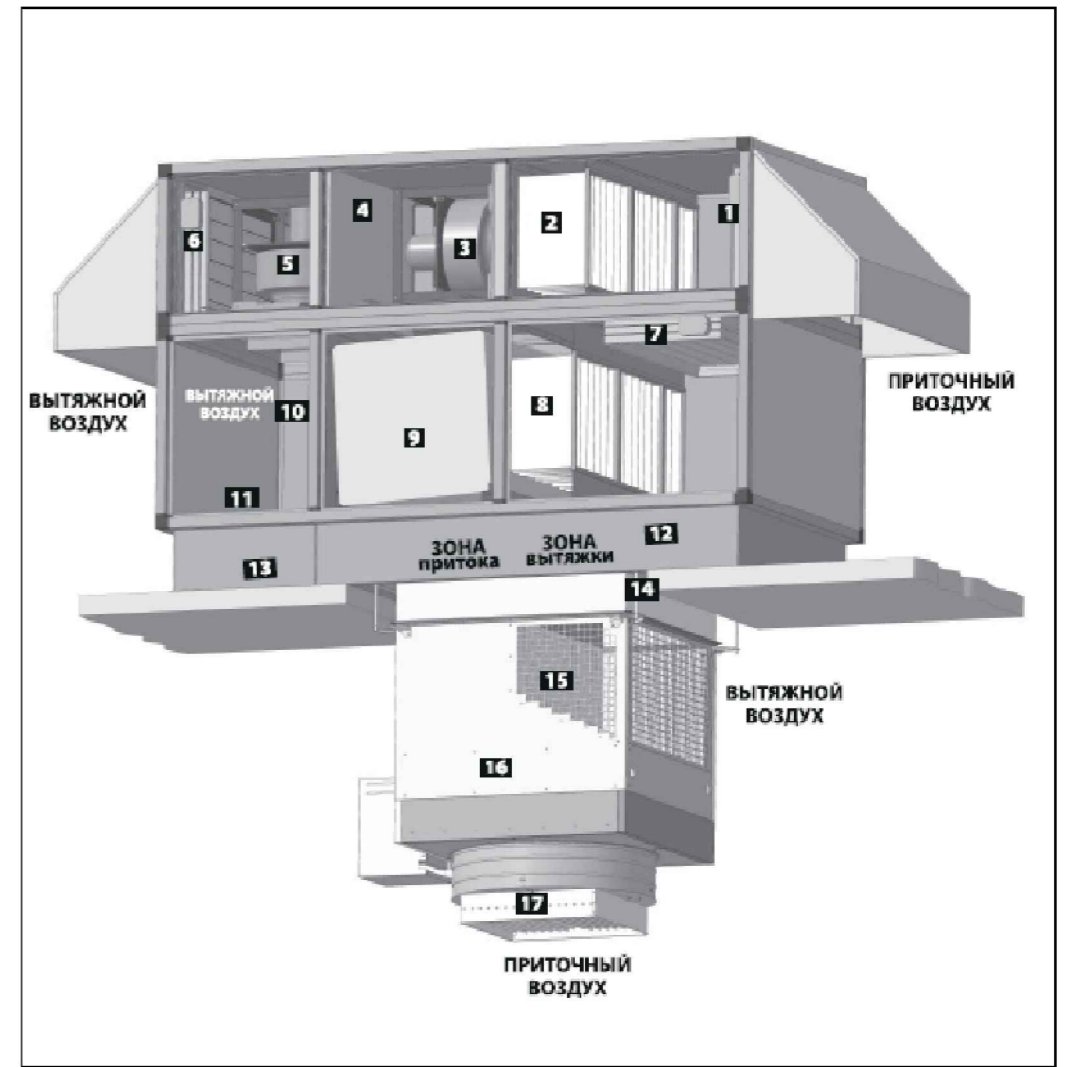 1
2
4
3
6
5
7
ПРИТОЧНЫЙ
ВОЗДУХ
ВЫТЯЖНОЙ
ВОЗДУХ
ВЫТЯЖНОЙ
ВОЗДУХ
10
8
9
11
12
ЗОНА
притока
ЗОНА
вытяжки
13
14
15
ВЫТЯЖНОЙ
ВОЗДУХ
16
17
ПРИТОЧНЫЙ
ВОЗДУХ